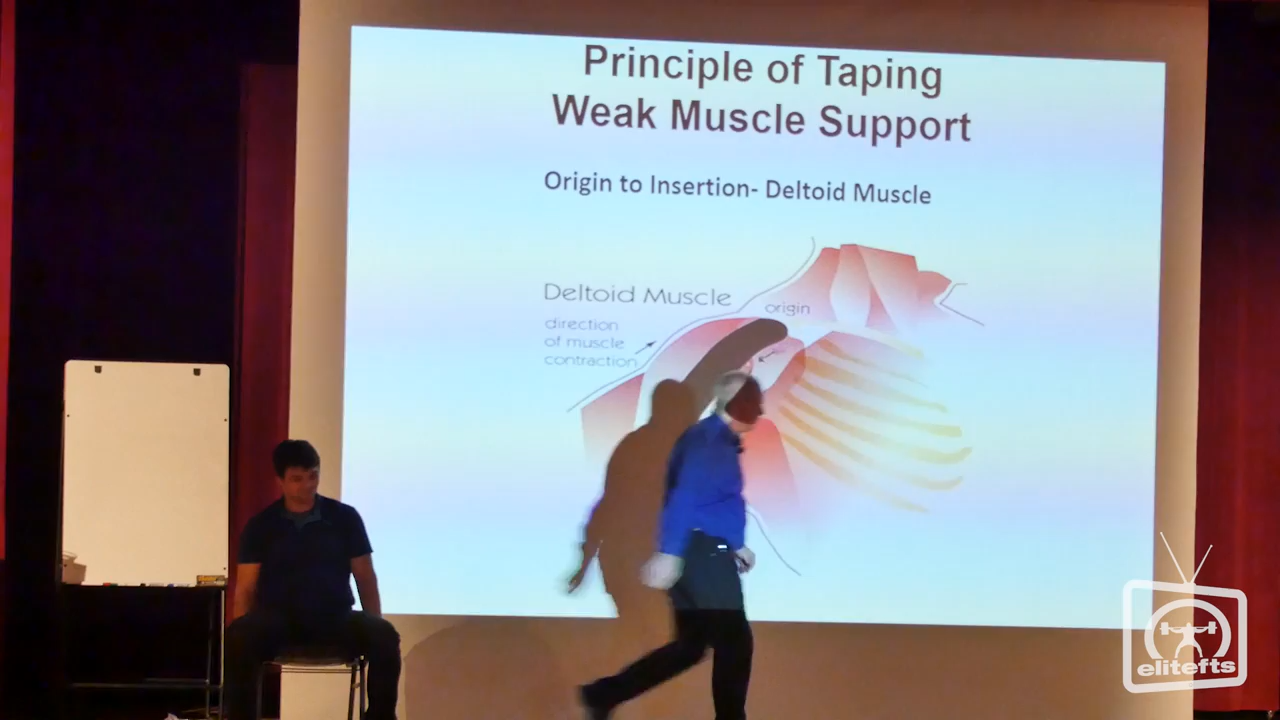 Principle of Taping
Weak Muscle Support
Origin to Insertion- Deltoid Muscle
Deltoid Muscle
origin
direction
of muscle
contraction
elitefts